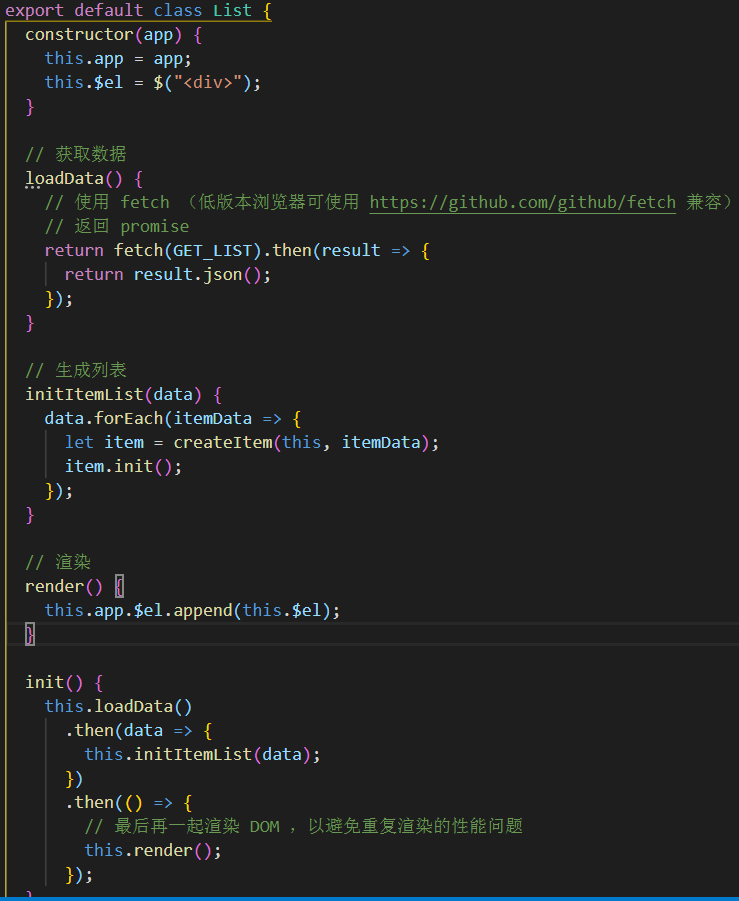 export default class List {
constructor(app) {
this.app = app;
this.$el = $("<div>");
}
// 获取数据
loadData() {
// 使用 fetch （低版本浏览器可使用 https://github.com/github/fetch 兼容）
// 返回 promise
return fetch(GET_LIST).then(result => {
return result.json();
});
}
// 生成列表
initItemList(data) {
data.forEach(itemData => {
let item = createItem(this, itemData);
item.init();
});
}
// 渲染
render() {
this.app.$el.append(this.$el);
}
init() {
this.loadData()
.then(data => {
this.initItemList(data);
})
.then(() => {
// 最后再一起渲染 DOM ，以避免重复渲染的性能问题
this.render();
});
}